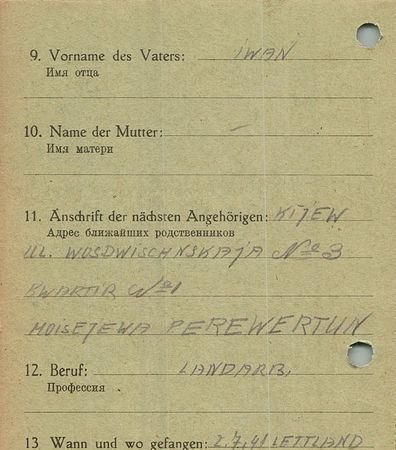 9. Vorname des Vaters: IWAN
Имя отца
10. Name der Mutter: —
Имя матери
11. Anschrift der nächsten Angehörigen: KIJEW
Адрес ближайших родственников
UL. WOSDWISCHNSKAJA No 3
KWARTIR No 1
MOISEJEWA PEREWERTUN
12. Beruf: LANDARB.
Профессия
13 Wann und wo gefangen: 2.7.41 LETTLAND